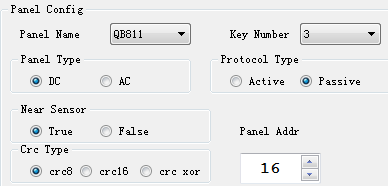 Panel Config
Panel Name QB811 Key Number 3
Panel Type Protocol Type
DC AC Active Passive
Near Sensor
True False Panel Addr
Crc Type
crc8 crc16 crc xor 16